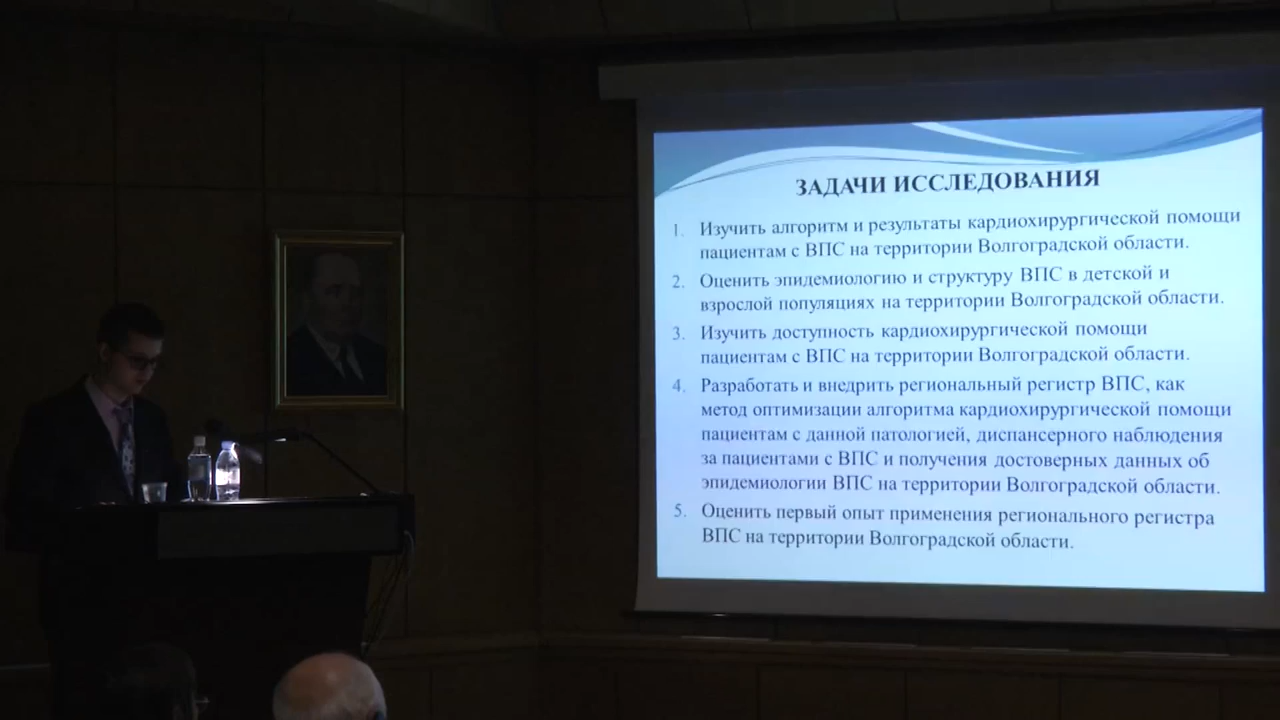 ЗАДАЧИ ИССЛЕДОВАНИЯ
1. Изучить алгоритм и результаты кардиохирургической помощи
пациентам с ВПС на территории Волгоградской области.
2. Оценить эпидемиологию и структуру ВПС в детской и
взрослой популяциях на территории Волгоградской области.
3. Изучить доступность кардиохирургической помощи
пациентам с ВПС на территории Волгоградской области.
4. Разработать и внедрить региональный регистр ВПС, как
метод оптимизации алгоритма кардиохирургической помощи
пациентам с данной патологией, диспансерного наблюдения
за пациентами с ВПС и получения достоверных данных об
эпидемиологии ВПС на территории Волгоградской области.
5. Оценить первый опыт применения регионального регистра
ВПС на территории Волгоградской области.